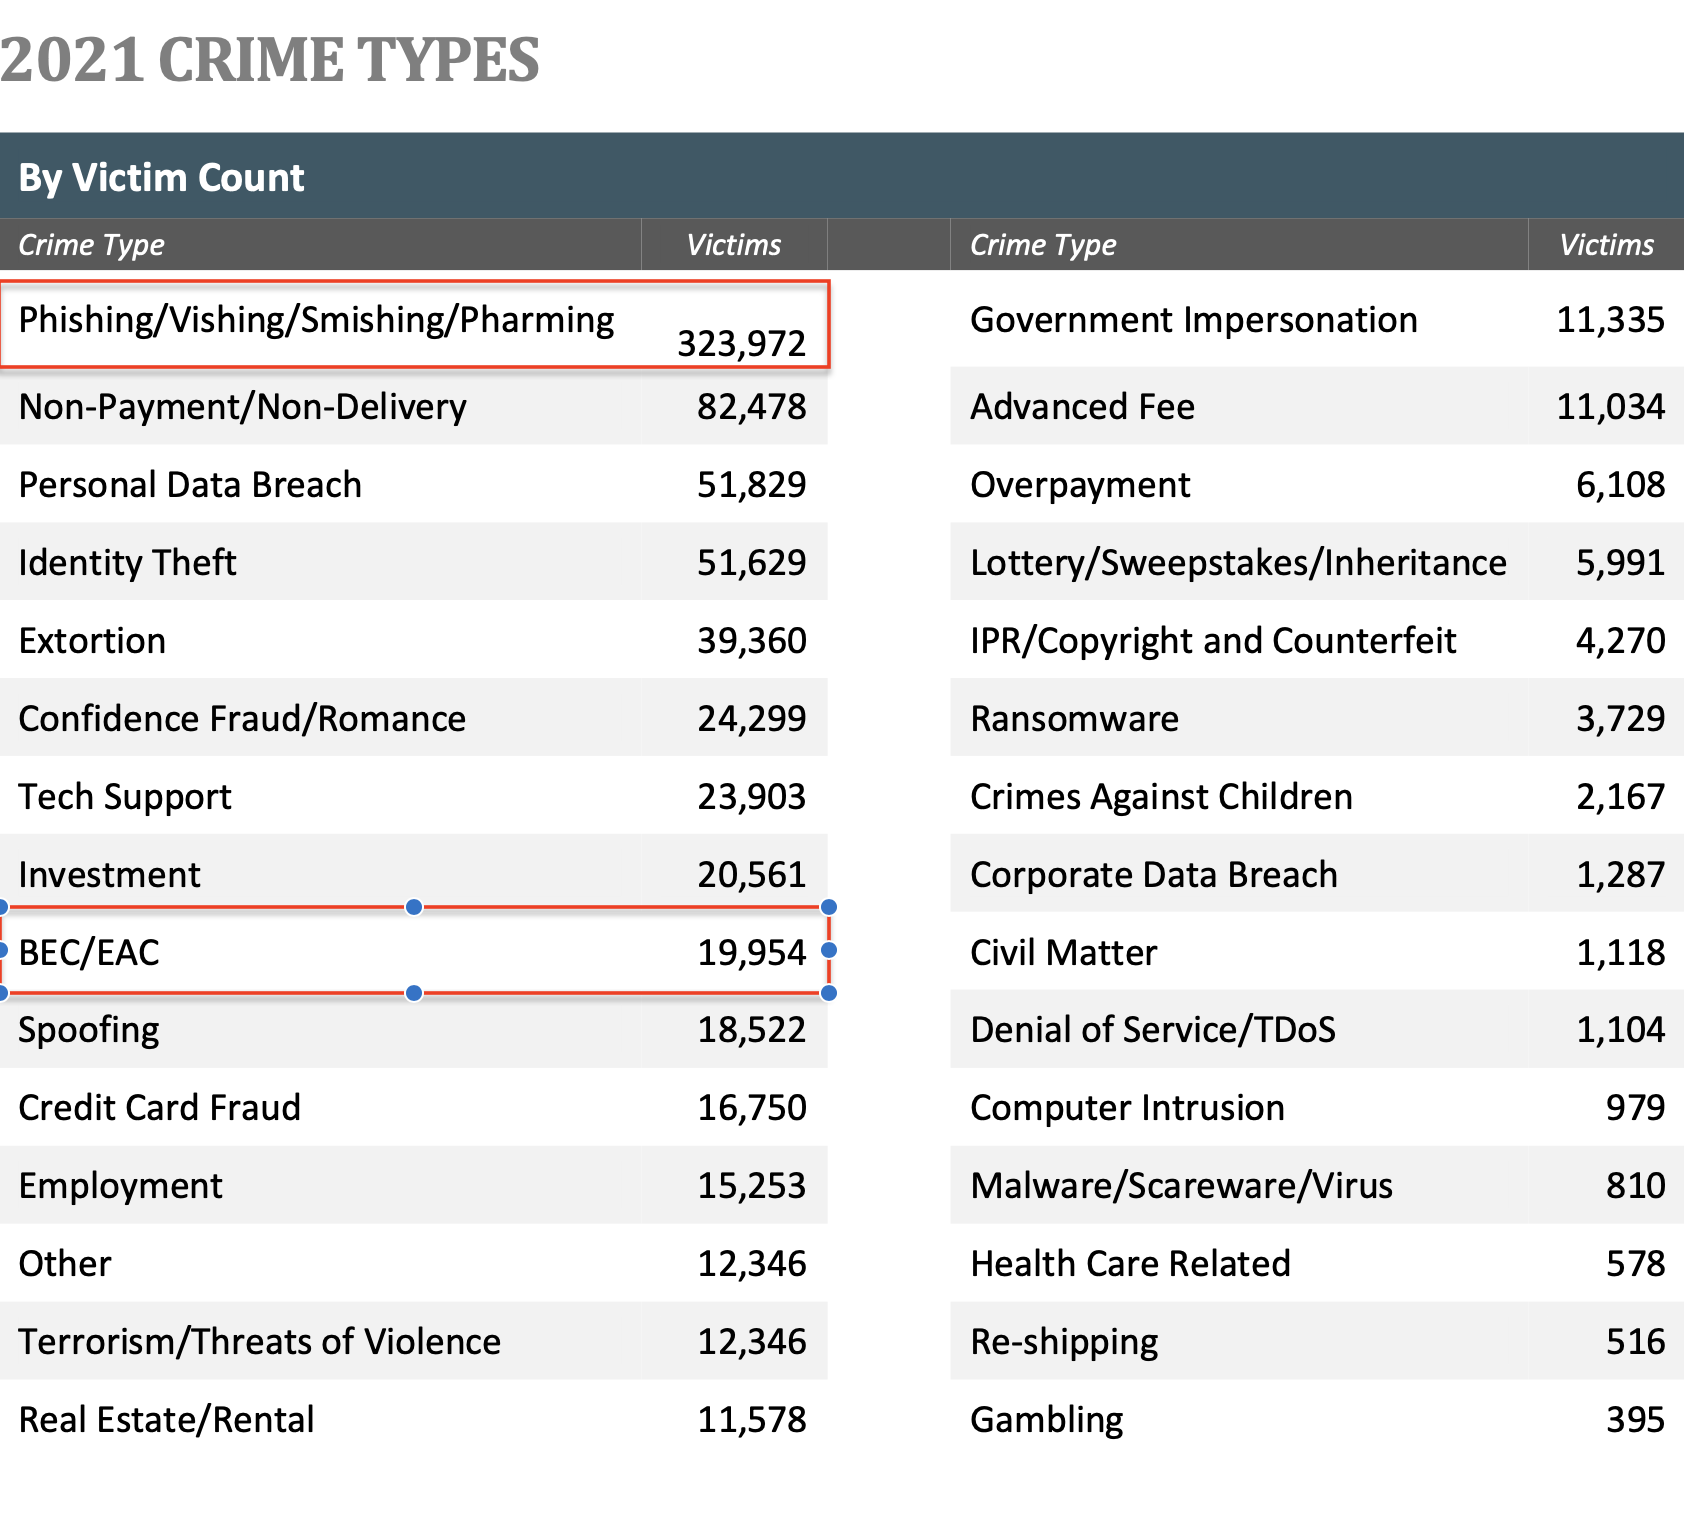 2021 CRIME TYPES
By Victim Count
Crime Type Victims Crime Type Victims
Phishing/Vishing/Smishing/Pharming 323,972 Government Impersonation 11,335
Non-Payment/Non-Delivery 82,478 Advanced Fee 11,034
Personal Data Breach 51,829 Overpayment 6,108
Identity Theft 51,629 Lottery/Sweepstakes/Inheritance 5,991
Extortion 39,360 IPR/Copyright and Counterfeit 4,270
Confidence Fraud/Romance 24,299 Ransomware 3,729
Tech Support 23,903 Crimes Against Children 2,167
Investment 20,561 Corporate Data Breach 1,287
BEC/EAC 19,954 Civil Matter 1,118
Spoofing 18,522 Denial of Service/TDoS 1,104
Credit Card Fraud 16,750 Computer Intrusion 979
Employment 15,253 Malware/Scareware/Virus 810
Other 12,346 Health Care Related 578
Terrorism/Threats of Violence 12,346 Re-shipping 516
Real Estate/Rental 11,578 Gambling 395